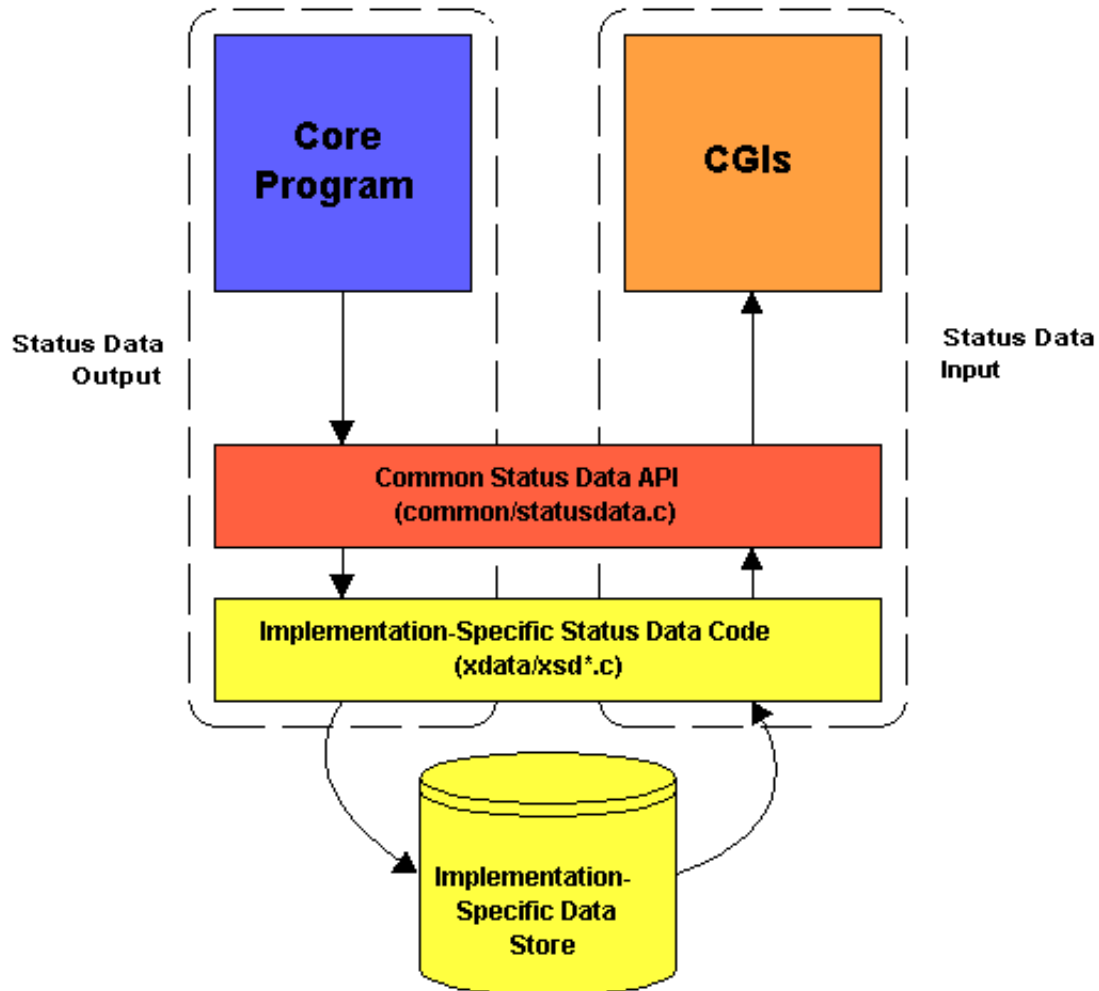 Core
Program
CGIs
Status Data
Output
Status Data
Input
Common Status Data API
(common/statusdata.c)
Implementation-Specific Status Data Code
(xdata/xsd*.c)
Implementation-
Specific Data
Store